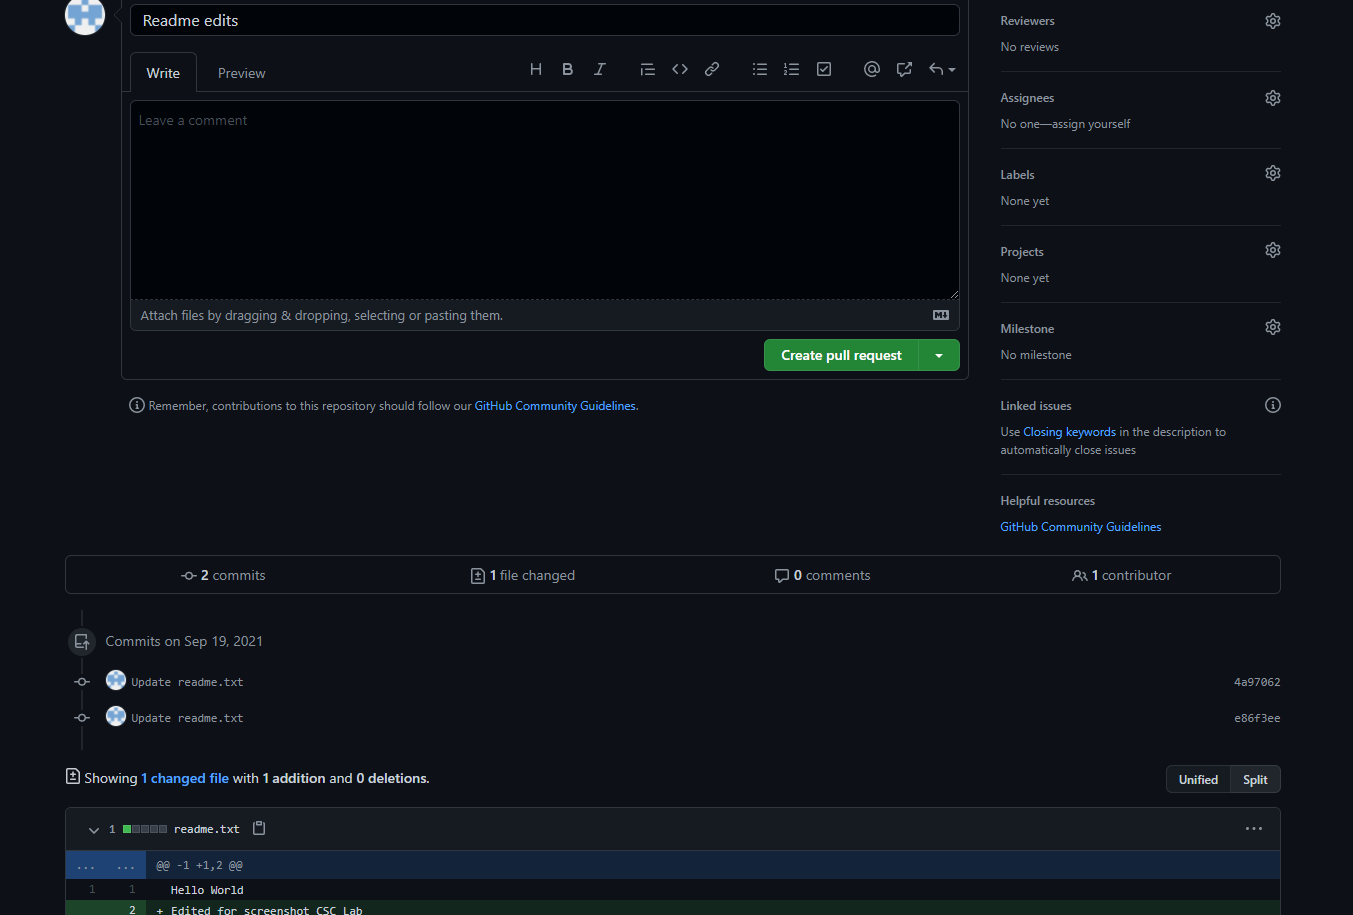 Readme edits
Write
Preview
Leave a comment
Attach files by dragging & dropping, selecting or pasting them.
Create pull request
Remember, contributions to this repository should follow our GitHub Community Guidelines.
Reviewers
No reviews
Assignees
No one—assign yourself
Labels
None yet
Projects
None yet
Milestone
No milestone
Linked issues
Use Closing keywords in the description to
automatically close issues
Helpful resources
GitHub Community Guidelines
2 commits
1 file changed
0 comments
1 contributor
Commits on Sep 19, 2021
Update readme.txt
4a97062
Update readme.txt
e86f3ee
Showing 1 changed file with 1 addition and 0 deletions.
Unified
Split
1 readme.txt
... ... @@ -1 +1,2 @@
1 1 Hello World
2 + Edited for screenshot CSC Lab